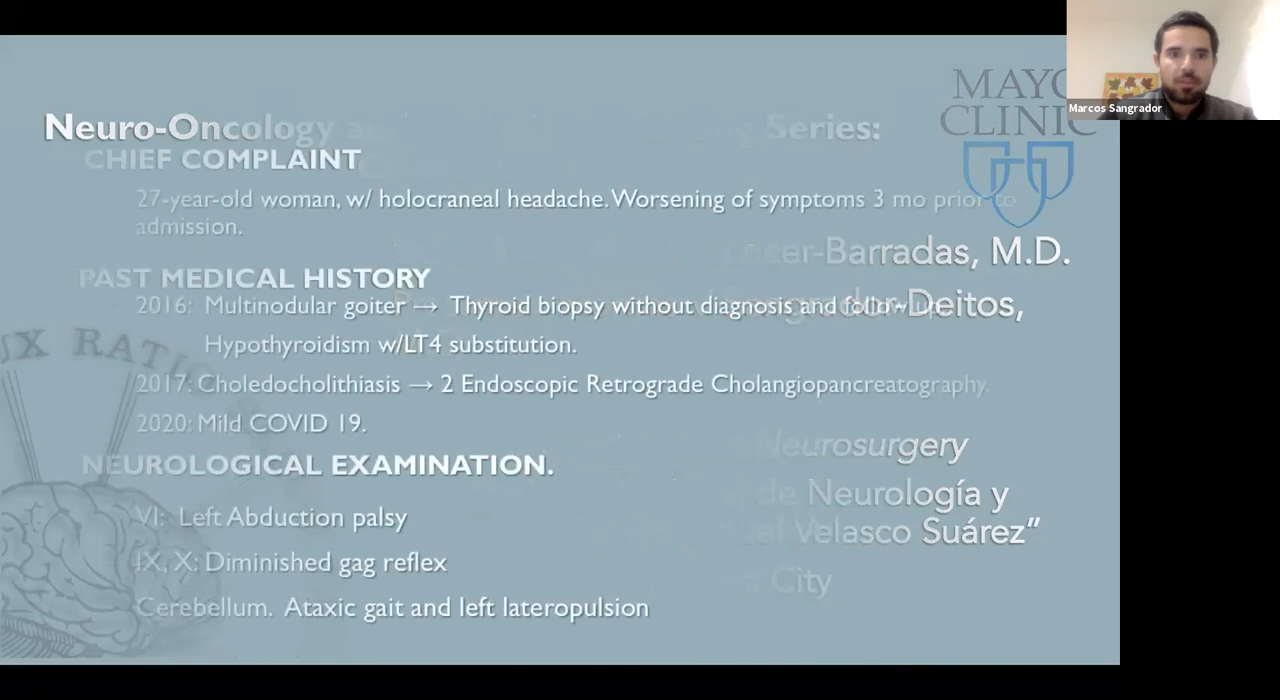 MAYO
CLINIC
Marcos Sangrador
Neuro-Oncology
Series:
CHIEF COMPLAINT
27-year-old woman, w/ holocraneal headache. Worsening of symptoms 3 mo prior to
admission.
Barradas, M.D.
PAST MEDICAL HISTORY
2016: Multinodular goiter → Thyroid biopsy without diagnosis and follow up.
Deitos,
Hypothyroidism w/LT4 substitution.
2017: Choledocholithiasis → 2 Endoscopic Retrograde Cholangiopancreatography.
2020: Mild COVID 19.
Neurosurgery
NEUROLOGICAL EXAMINATION.
de Neurología y
VI: Left Abduction palsy
Velasco Suárez”
IX, X: Diminished gag reflex
City
Cerebellum. Ataxic gait and left lateropulsion